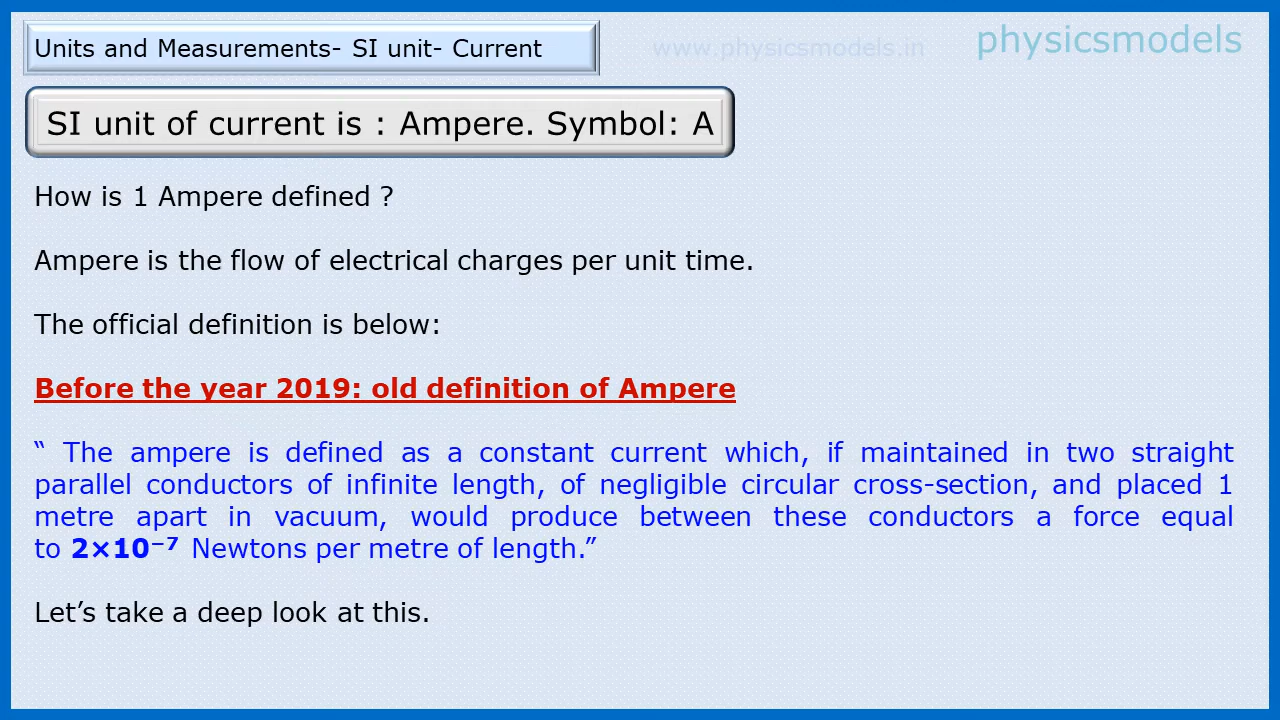 Units and Measurements- SI unit- Current
www.physicsmodels.in
physicsmodels
SI unit of current is : Ampere. Symbol: A
How is 1 Ampere defined ?
Ampere is the flow of electrical charges per unit time.
The official definition is below:
Before the year 2019: old definition of Ampere
“ The ampere is defined as a constant current which, if maintained in two straight
parallel conductors of infinite length, of negligible circular cross-section, and placed 1
metre apart in vacuum, would produce between these conductors a force equal
to 2×10⁻⁷ Newtons per metre of length.”
Let’s take a deep look at this.